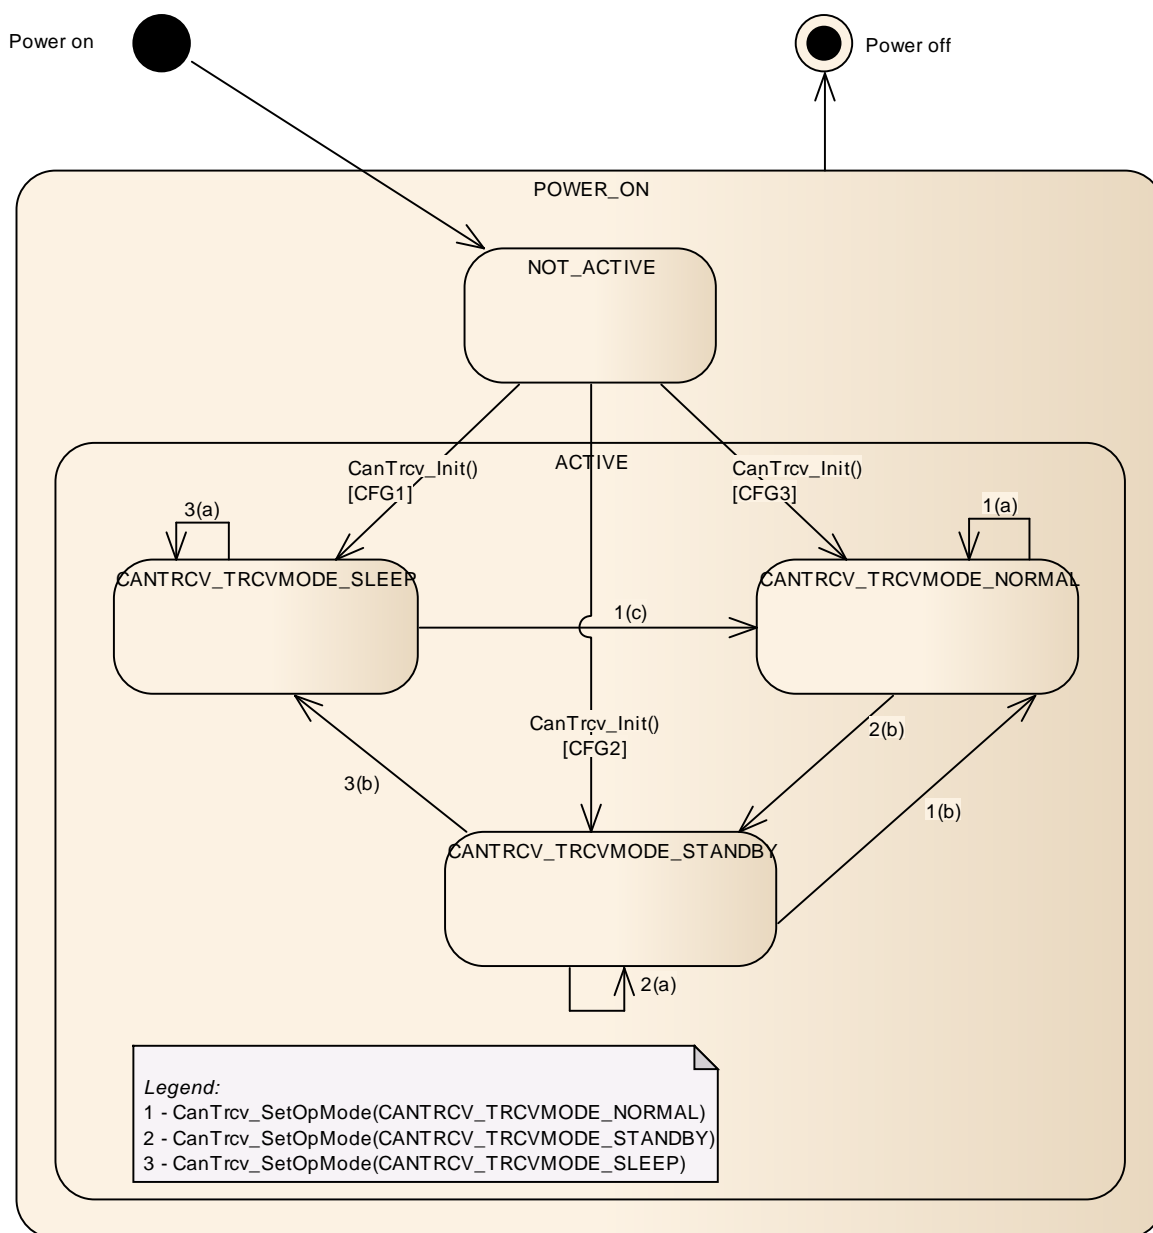 Power on
Power off
POWER_ON
NOT_ACTIVE
CanTrcv_Init()
[CFG1]
ACTIVE
CanTrcv_Init()
[CFG3]
3(a)
1(a)
CANTRCV_TRCVMODE_SLEEP
CANTRCV_TRCVMODE_NORMAL
1(c)
CanTrcv_Init()
[CFG2]
2(b)
3(b)
1(b)
CANTRCV_TRCVMODE_STANDBY
2(a)
Legend:
1 - CanTrcv_SetOpMode(CANTRCV_TRCVMODE_NORMAL)
2 - CanTrcv_SetOpMode(CANTRCV_TRCVMODE_STANDBY)
3 - CanTrcv_SetOpMode(CANTRCV_TRCVMODE_SLEEP)